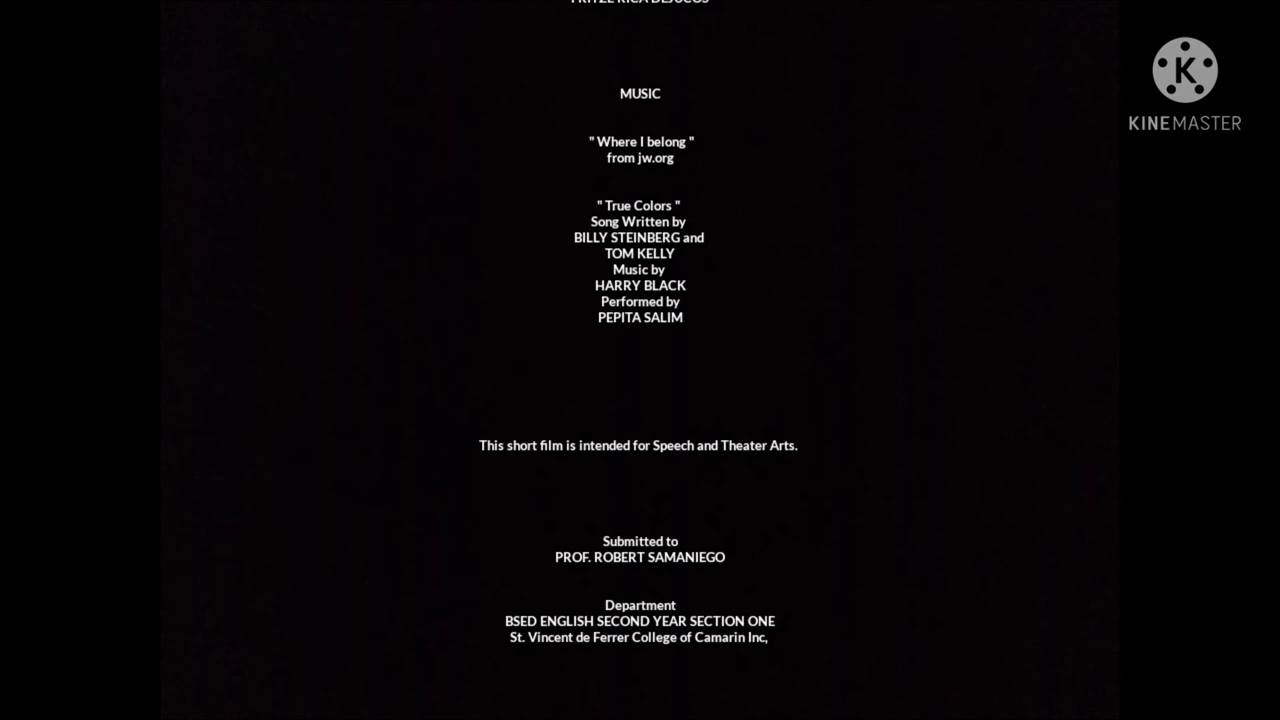 MUSIC
" Where I belong "
from jw.org
" True Colors "
Song Written by
BILLY STEINBERG and
TOM KELLY
Music by
HARRY BLACK
Performed by
PEPITA SALIM
This short film is intended for Speech and Theater Arts.
Submitted to
PROF. ROBERT SAMANIEGO
Department
BSED ENGLISH SECOND YEAR SECTION ONE
St. Vincent de Ferrer College of Camarin Inc,
K
KINEMASTER